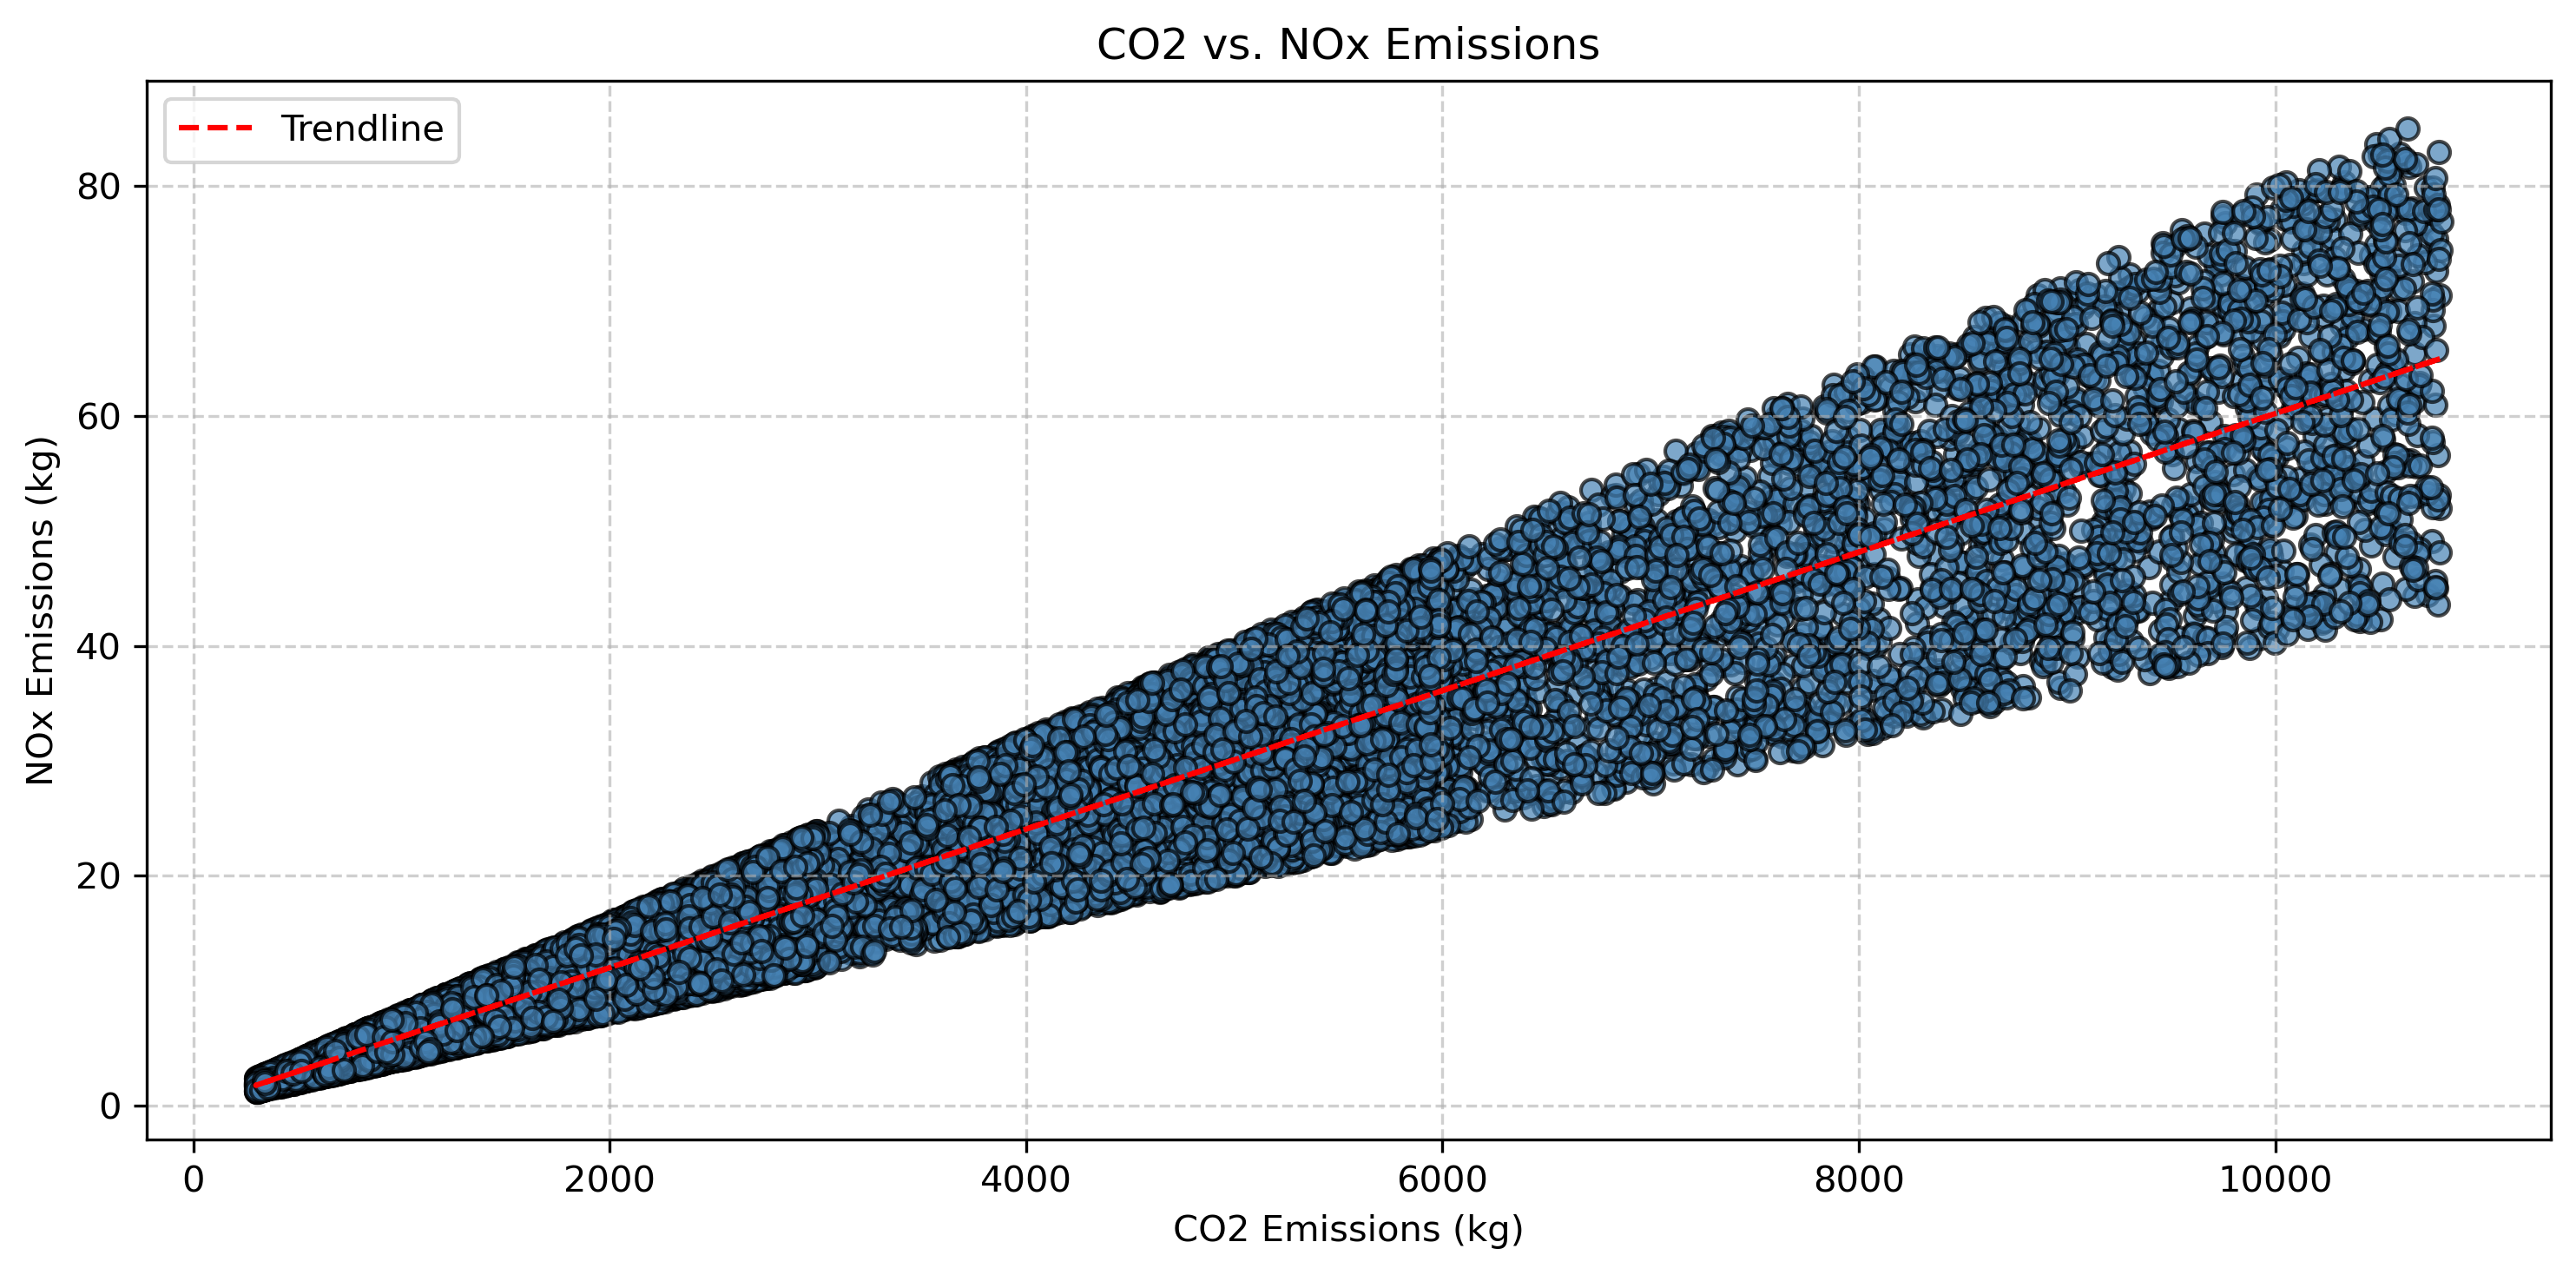 CO2 vs. NOx Emissions
Trendline
NOx Emissions (kg)
80
60
40
20
0
0 2000 4000 6000 8000 10000
CO2 Emissions (kg)